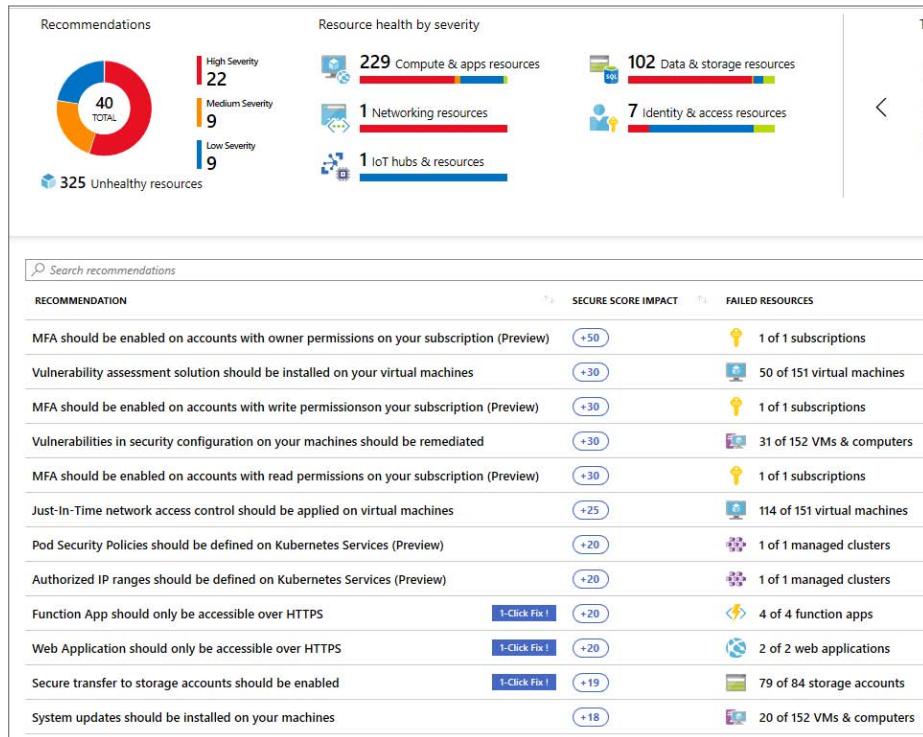 Recommendations
40
TOTAL
High Severity
22
Medium Severity
9
Low Severity
9
325 Unhealthy resources
Resource health by severity
229 Compute & apps resources
1 Networking resources
1 IoT hubs & resources
SQL
102 Data & storage resources
7 Identity & access resources
Search recommendations
RECOMMENDATION SECURE SCORE IMPACT FAILED RESOURCES
MFA should be enabled on accounts with owner permissions on your subscription (Preview) +50 1 of 1 subscriptions
Vulnerability assessment solution should be installed on your virtual machines +30 50 of 151 virtual machines
MFA should be enabled on accounts with write permissionson your subscription (Preview) +30 1 of 1 subscriptions
Vulnerabilities in security configuration on your machines should be remediated +30 31 of 152 VMs & computers
MFA should be enabled on accounts with read permissions on your subscription (Preview) +30 1 of 1 subscriptions
Just-In-Time network access control should be applied on virtual machines +25 114 of 151 virtual machines
Pod Security Policies should be defined on Kubernetes Services (Preview) +20 1 of 1 managed clusters
Authorized IP ranges should be defined on Kubernetes Services (Preview) +20 1 of 1 managed clusters
Function App should only be accessible over HTTPS 1-Click Fix ! +20 4 of 4 function apps
Web Application should only be accessible over HTTPS 1-Click Fix ! +20 2 of 2 web applications
Secure transfer to storage accounts should be enabled 1-Click Fix ! +19 79 of 84 storage accounts
System updates should be installed on your machines +18 20 of 152 VMs & computers